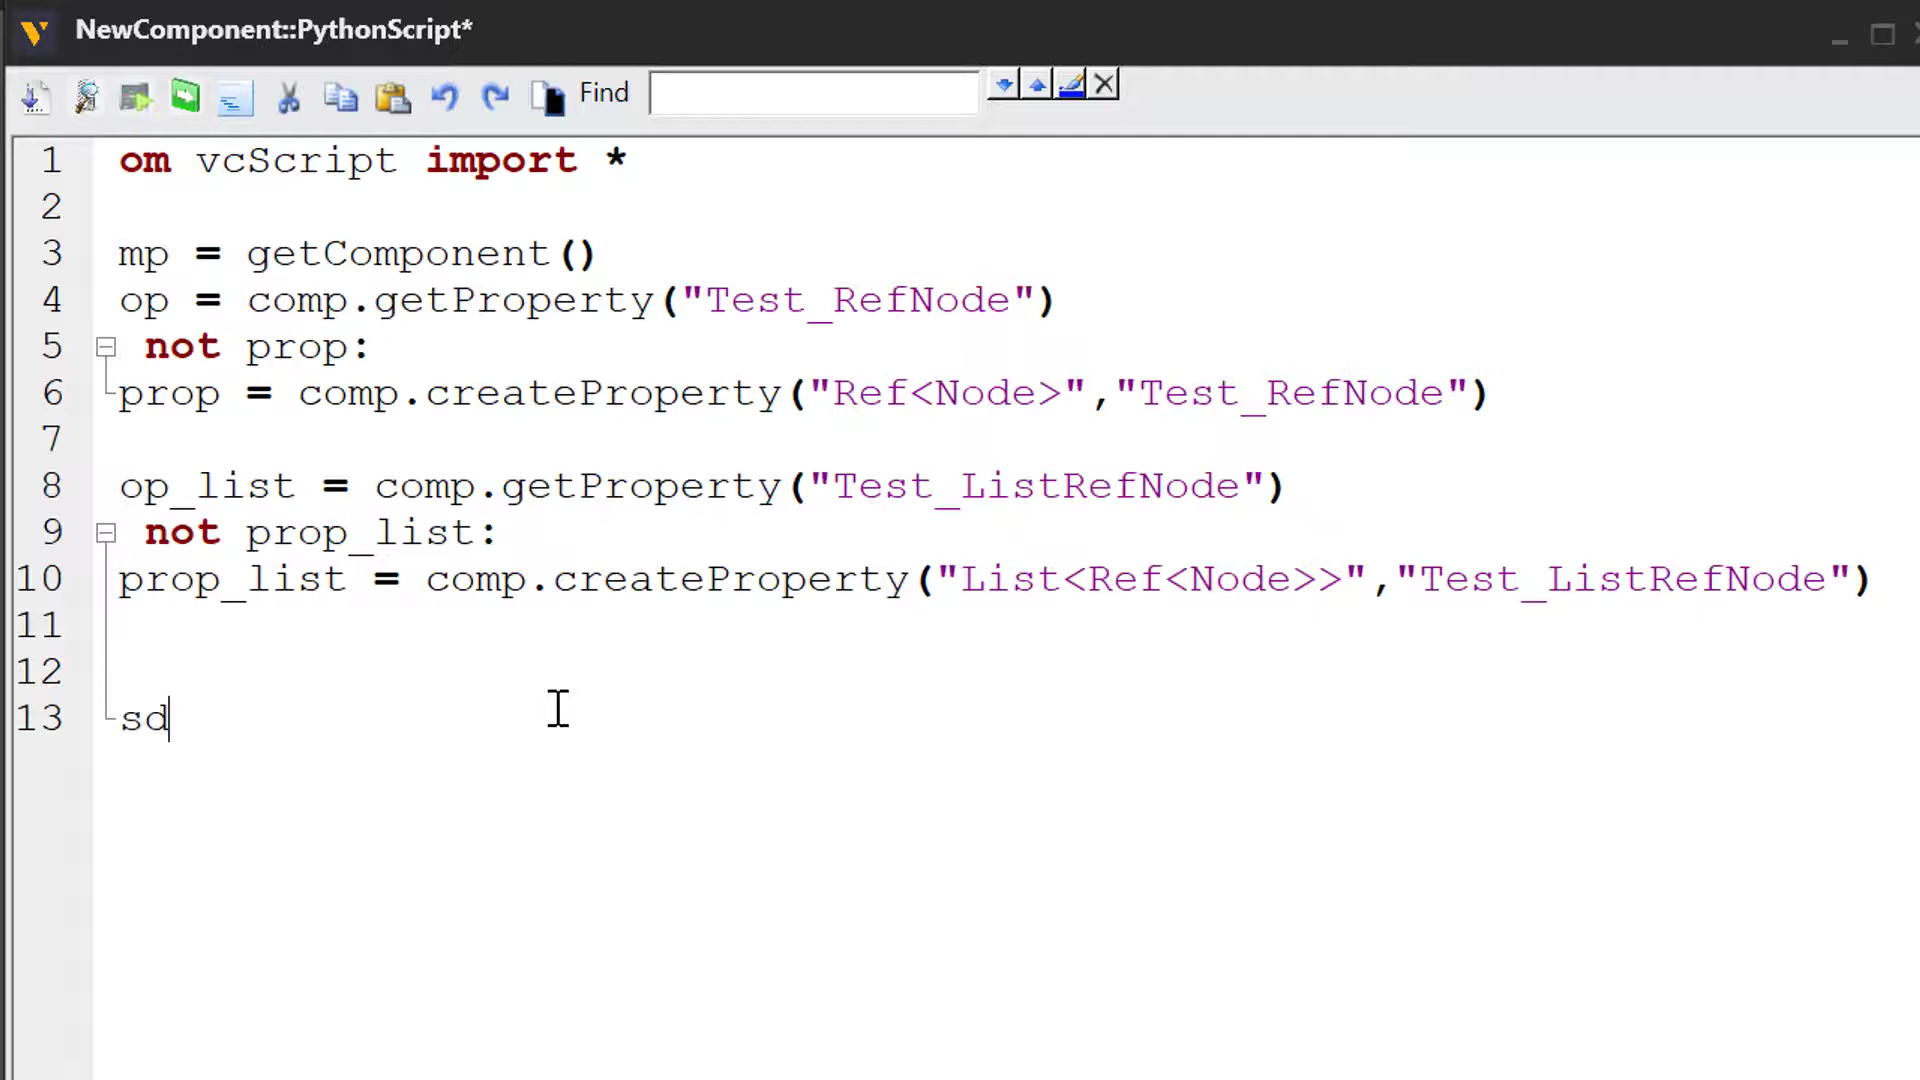 NewComponent::PythonScript*
Find
1 om vcScript import *
2
3 mp = getComponent()
4 op = comp.getProperty("Test_RefNode")
5 not prop:
6 prop = comp.createProperty("Ref<Node>","Test_RefNode")
7
8 op_list = comp.getProperty("Test_ListRefNode")
9 not prop_list:
10 prop_list = comp.createProperty("List<Ref<Node>>","Test_ListRefNode")
11
12
13 sd